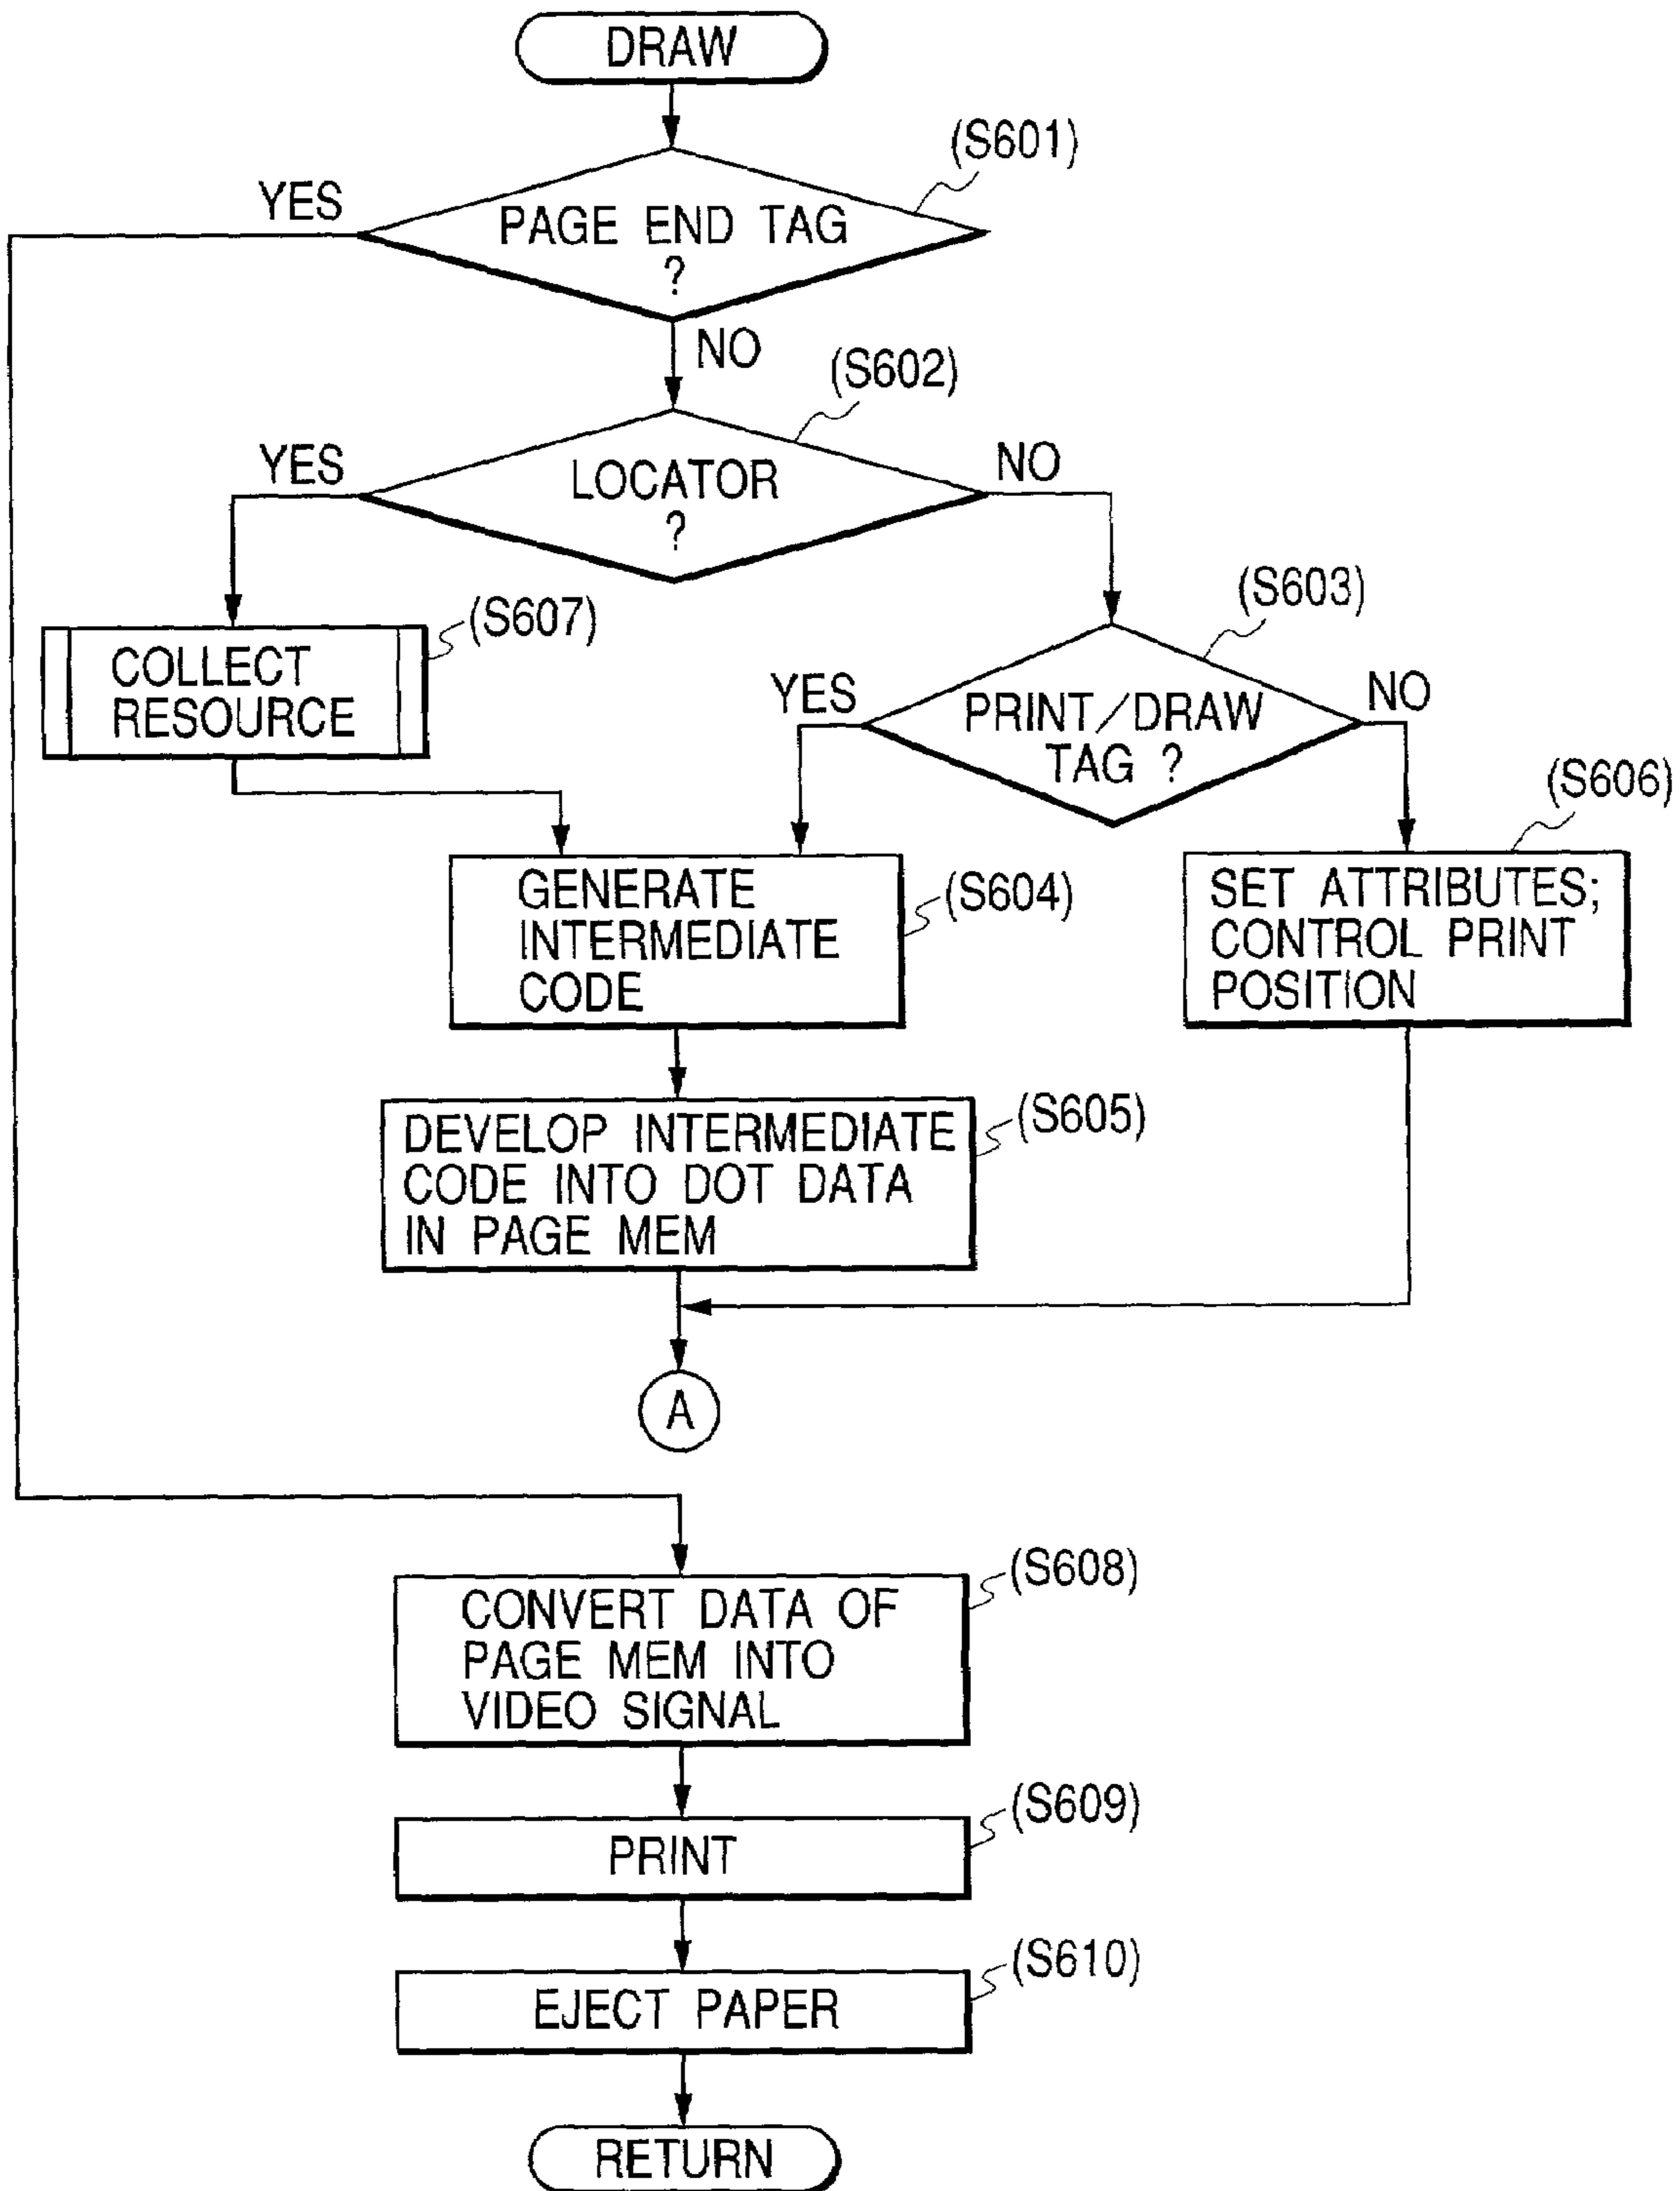 DRAW
(S601)
YES
PAGE END TAG
?
NO
(S602)
YES
LOCATOR
?
NO
(S607)
COLLECT
RESOURCE
(S603)
YES
PRINT/DRAW
TAG ?
NO
(S606)
SET ATTRIBUTES;
CONTROL PRINT
POSITION
GENERATE
INTERMEDIATE
CODE
(S604)
DEVELOP INTERMEDIATE
CODE INTO DOT DATA
IN PAGE MEM
(S605)
A
CONVERT DATA OF
PAGE MEM INTO
VIDEO SIGNAL
(S608)
PRINT
(S609)
EJECT PAPER
(S610)
RETURN